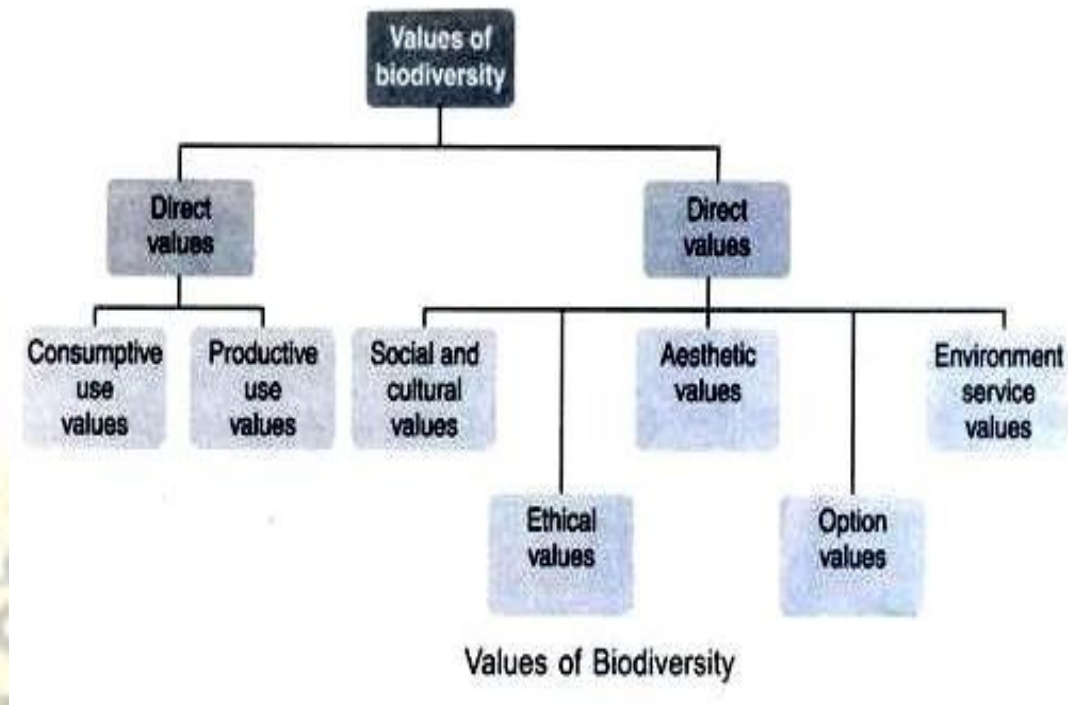 Values of
biodiversity
Direct
values
Direct
values
Consumptive
use
values
Productive
use
values
Social and
cultural
values
Aesthetic
values
Environment
service
values
Ethical
values
Option
values
Values of Biodiversity